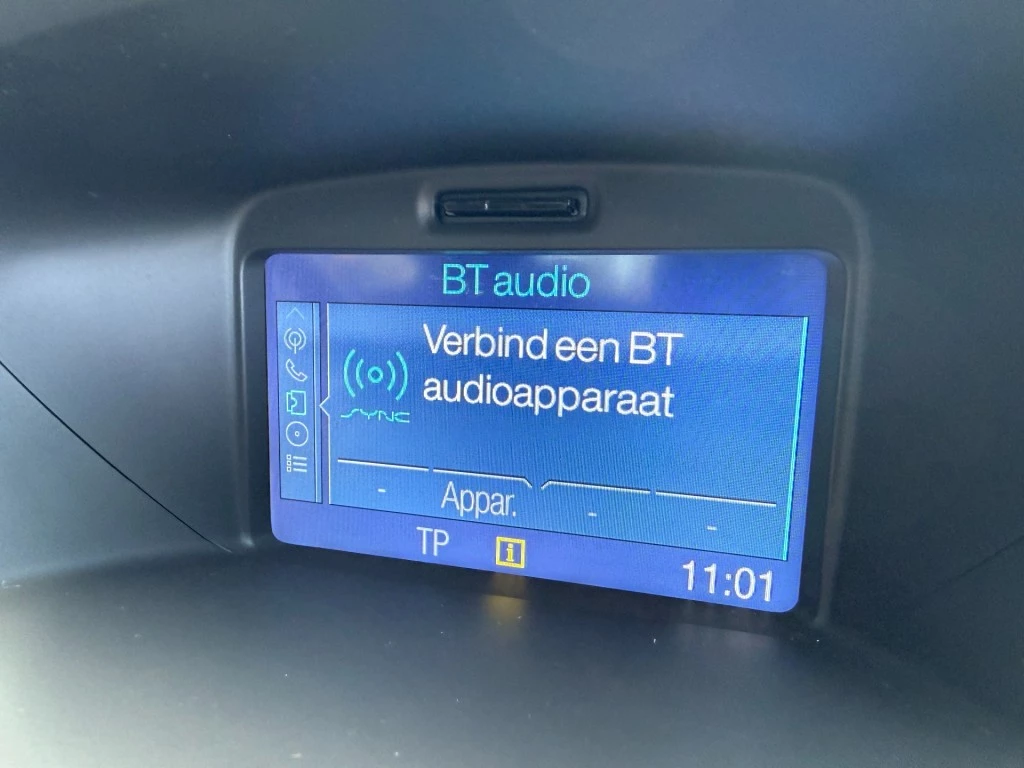 BT audio
Verbind een BT
audioapparaat
SYNC
- Appar. - -
TP i 11:01